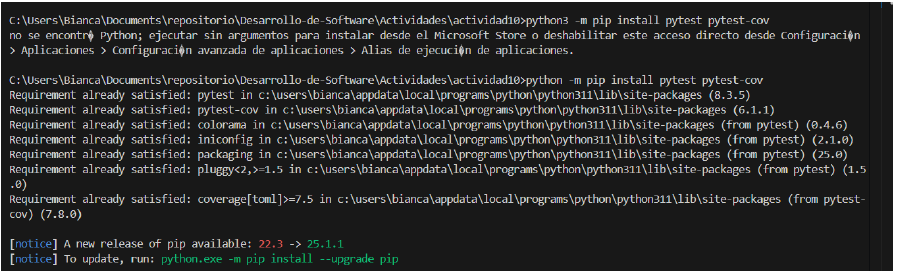 C:\Users\Bianca\Documents\repositorio\Desarrollo-de-Software\Actividades\actividad10>python3 -m pip install pytest pytest-cov
no se encontr� Python; ejecutar sin argumentos para instalar desde el Microsoft Store o deshabilitar este acceso directo desde Configuraci�n
> Aplicaciones > Configuraci�n avanzada de aplicaciones > Alias de ejecuci�n de aplicaciones.
C:\Users\Bianca\Documents\repositorio\Desarrollo-de-Software\Actividades\actividad10>python -m pip install pytest pytest-cov
Requirement already satisfied: pytest in c:\users\bianca\appdata\local\programs\python\python311\lib\site-packages (8.3.5)
Requirement already satisfied: pytest-cov in c:\users\bianca\appdata\local\programs\python\python311\lib\site-packages (6.1.1)
Requirement already satisfied: colorama in c:\users\bianca\appdata\local\programs\python\python311\lib\site-packages (from pytest) (0.4.6)
Requirement already satisfied: iniconfig in c:\users\bianca\appdata\local\programs\python\python311\lib\site-packages (from pytest) (2.1.0)
Requirement already satisfied: packaging in c:\users\bianca\appdata\local\programs\python\python311\lib\site-packages (from pytest) (25.0)
Requirement already satisfied: pluggy<2,>=1.5 in c:\users\bianca\appdata\local\programs\python\python311\lib\site-packages (from pytest) (1.5
.0)
Requirement already satisfied: coverage[toml]>=7.5 in c:\users\bianca\appdata\local\programs\python\python311\lib\site-packages (from pytest-
cov) (7.8.0)
[notice] A new release of pip available: 22.3 -> 25.1.1
[notice] To update, run: python.exe -m pip install --upgrade pip